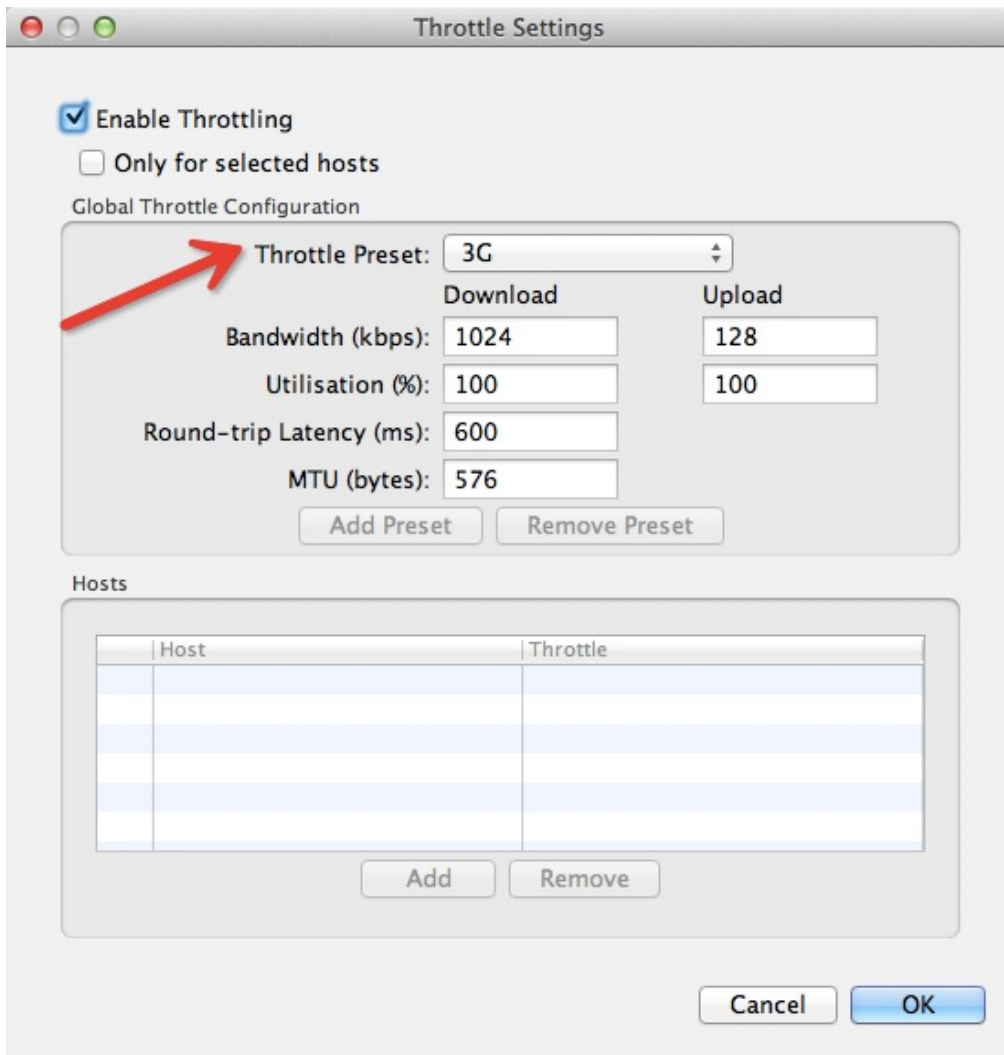 Throttle Settings
Enable Throttling
Only for selected hosts
Global Throttle Configuration
Throttle Preset: 3G
Download Upload
Bandwidth (kbps): 1024 128
Utilisation (%): 100 100
Round-trip Latency (ms): 600
MTU (bytes): 576
Add Preset Remove Preset
Hosts
Host Throttle
Add Remove
Cancel OK